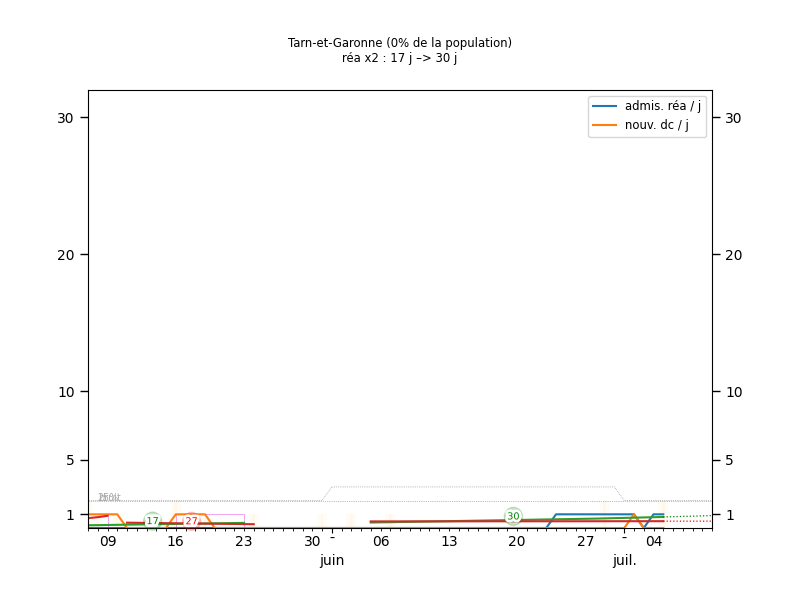 Tarn-et-Garonne (0% de la population)
réa x2 : 17 j –> 30 j
admis. réa / j
nouv. dc / j
30 30
20 20
10 10
5 5
1 1
17 27 30
09 16 23 30 - 06 13 20 27 - 04
juin juil.